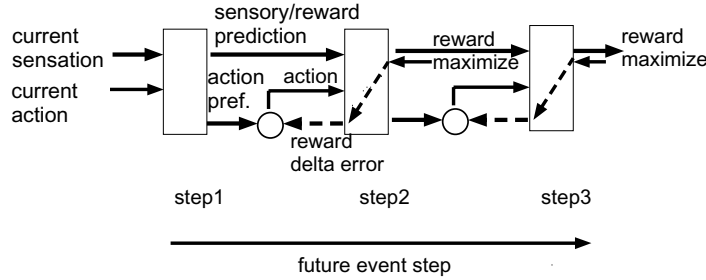 sensory/reward
prediction
current
sensation
current
action
action
pref.
action
reward
maximize
reward
maximize
reward
delta error
step1
step2
step3
future event step